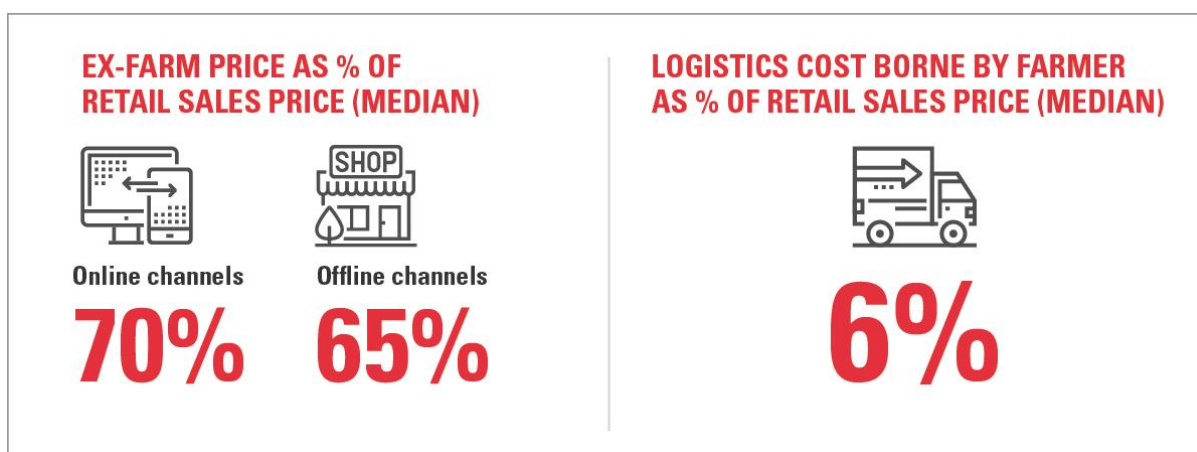 EX-FARM PRICE AS % OF
RETAIL SALES PRICE (MEDIAN)
SHOP
Online channels
Offline channels
70%
65%
LOGISTICS COST BORNE BY FARMER
AS % OF RETAIL SALES PRICE (MEDIAN)
6%